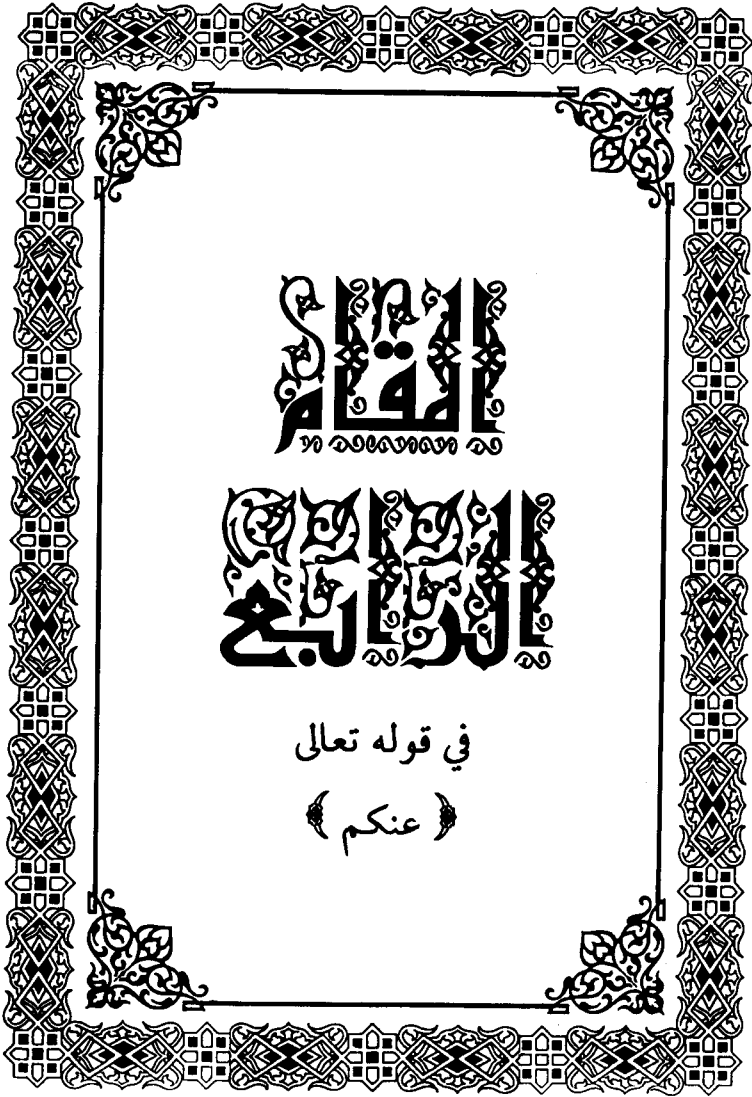 المقام
الرابع
في قوله تعالى
﴿ عنكم ﴾